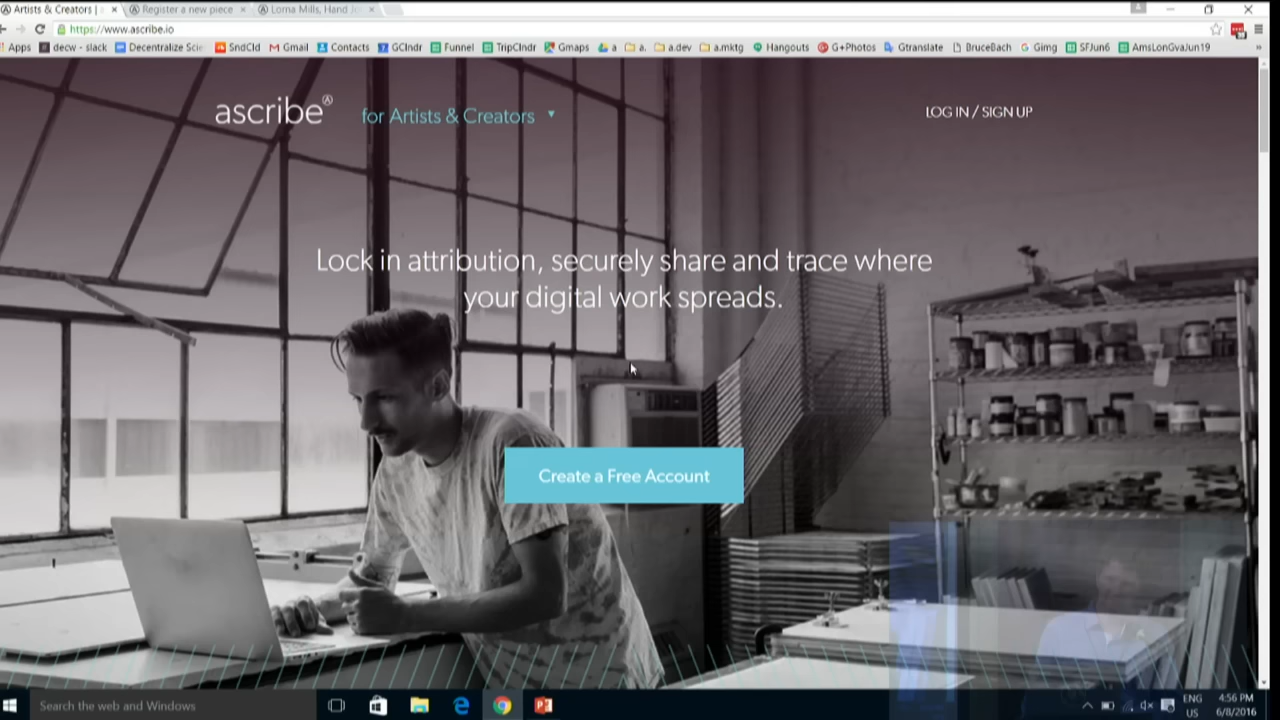 Artists & Creators |
Register a new piece
Lorna Mills, Hand Jo
https://www.ascribe.io
Apps
decw - slack
Decentralize Scie
SndCld
Gmail
Contacts
GClndr
Funnel
TripClndr
Gmaps
a
a.
a.dev
a.mktg
Hangouts
G+Photos
Gtranslate
BruceBach
Gimg
SFJun6
AmsLonGvaJun19
»
ascribe
for Artists & Creators
LOG IN / SIGN UP
Lock in attribution, securely share and trace where
your digital work spreads.
Create a Free Account
Search the web and Windows
ENG
US
4:56 PM
6/8/2016